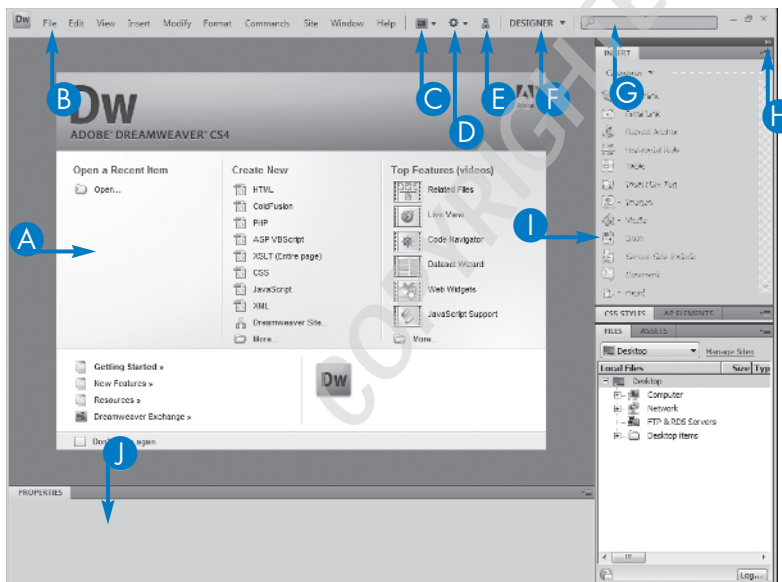 Dw File Edit View Insert Modify Format Commands Site Window Help DESIGNER
B C D E F G H
INSERT
Dw
ADOBE® DREAMWEAVER® CS4
Open a Recent Item
Open...
Create New
HTML
ColdFusion
PHP
ASP VBScript
XSLT (Entire page)
CSS
JavaScript
XML
Dreamweaver Site...
More...
Top Features (videos)
Related Files
Live View
Code Navigator
Dataset Wizard
Web Widgets
JavaScript Support
More...
A
I
Getting Started »
New Features »
Resources »
Dreamweaver Exchange »
Dw
again
J
PROPERTIES
Named Anchor
Horizontal Rule
Table
Insert Div Tag
Images
Media
Date
Server-Side Include
Comment
Head
CSS STYLES AP ELEMENTS
FILES ASSETS
Desktop Manage Sites
Local Files Size Typ
Desktop
Computer
Network
FTP & RDS Servers
Desktop items
Log...